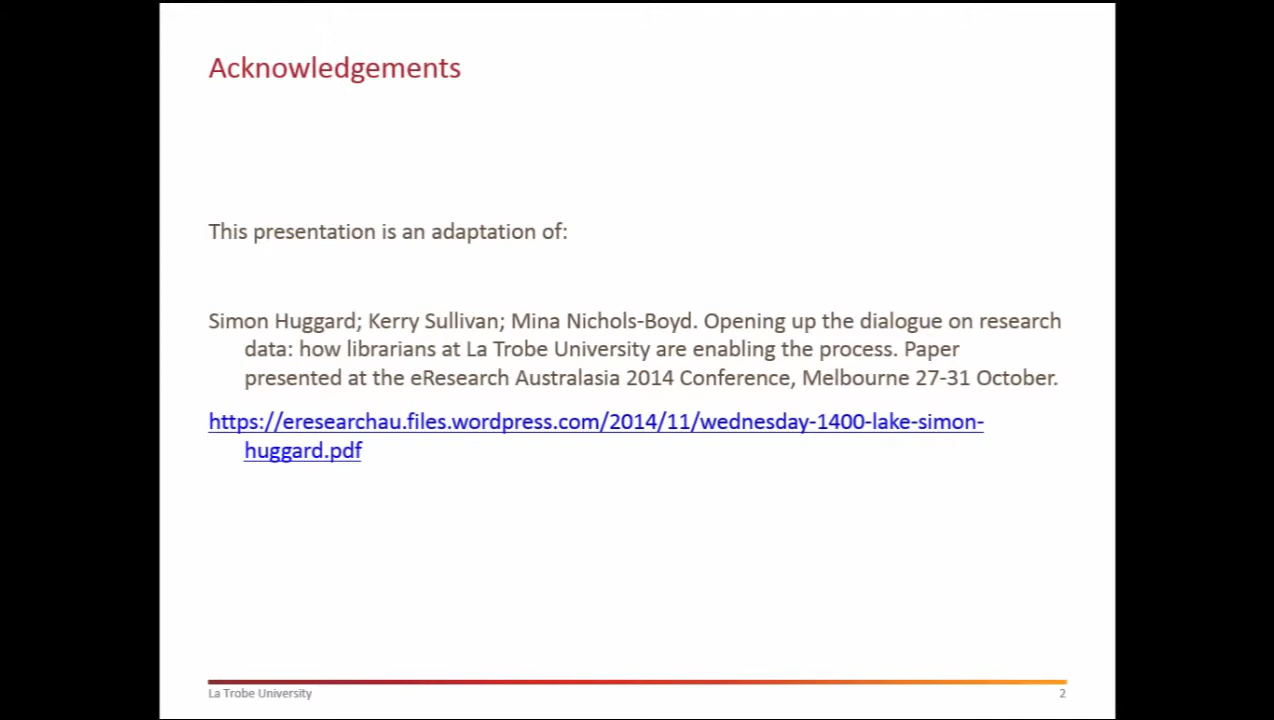 Acknowledgements
This presentation is an adaptation of:
Simon Huggard; Kerry Sullivan; Mina Nichols-Boyd. Opening up the dialogue on research
data: how librarians at La Trobe University are enabling the process. Paper
presented at the eResearch Australasia 2014 Conference, Melbourne 27-31 October.
https://eresearchau.files.wordpress.com/2014/11/wednesday-1400-lake-simon-
huggard.pdf
La Trobe University
2